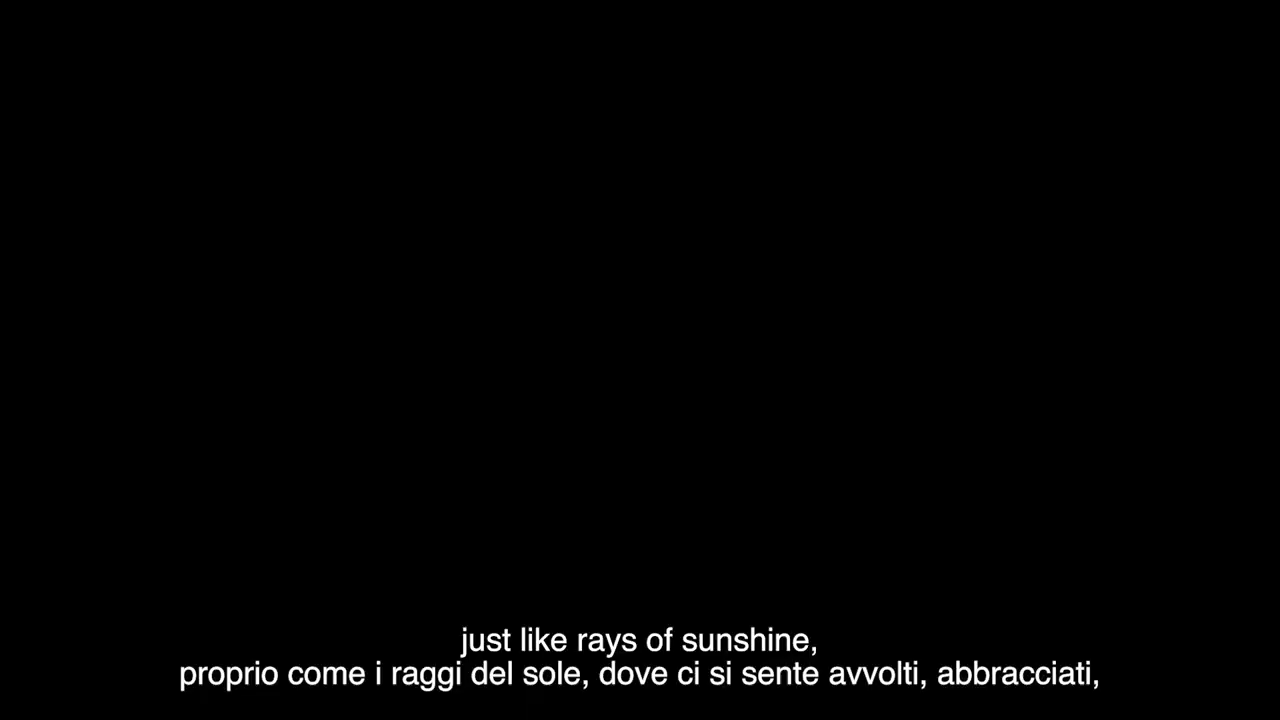 just like rays of sunshine,
proprio come i raggi del sole, dove ci si sente avvolti, abbracciati,